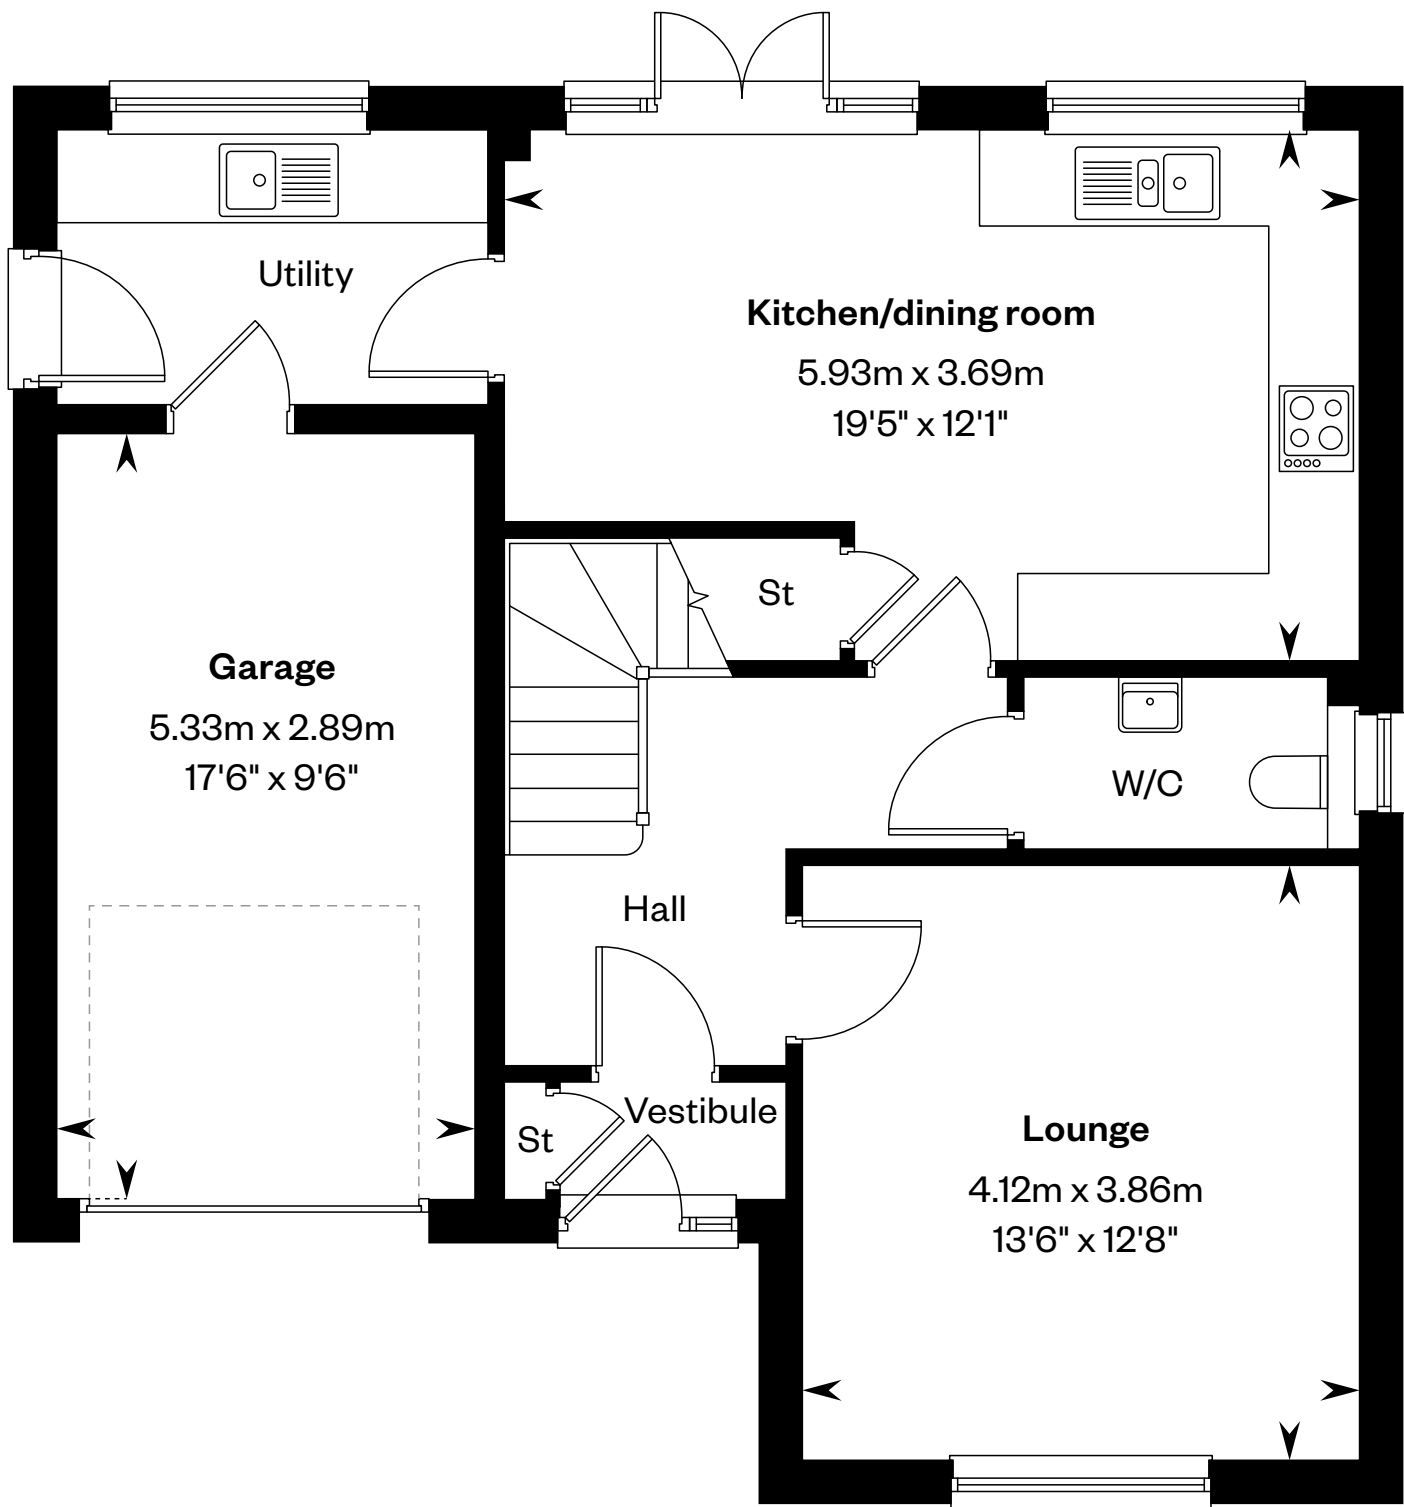 Utility
Kitchen/dining room
5.93m x 3.69m
19'5" x 12'1"
St
Garage
5.33m x 2.89m
17'6" x 9'6"
W/C
Hall
Vestibule
St
Lounge
4.12m x 3.86m
13'6" x 12'8"